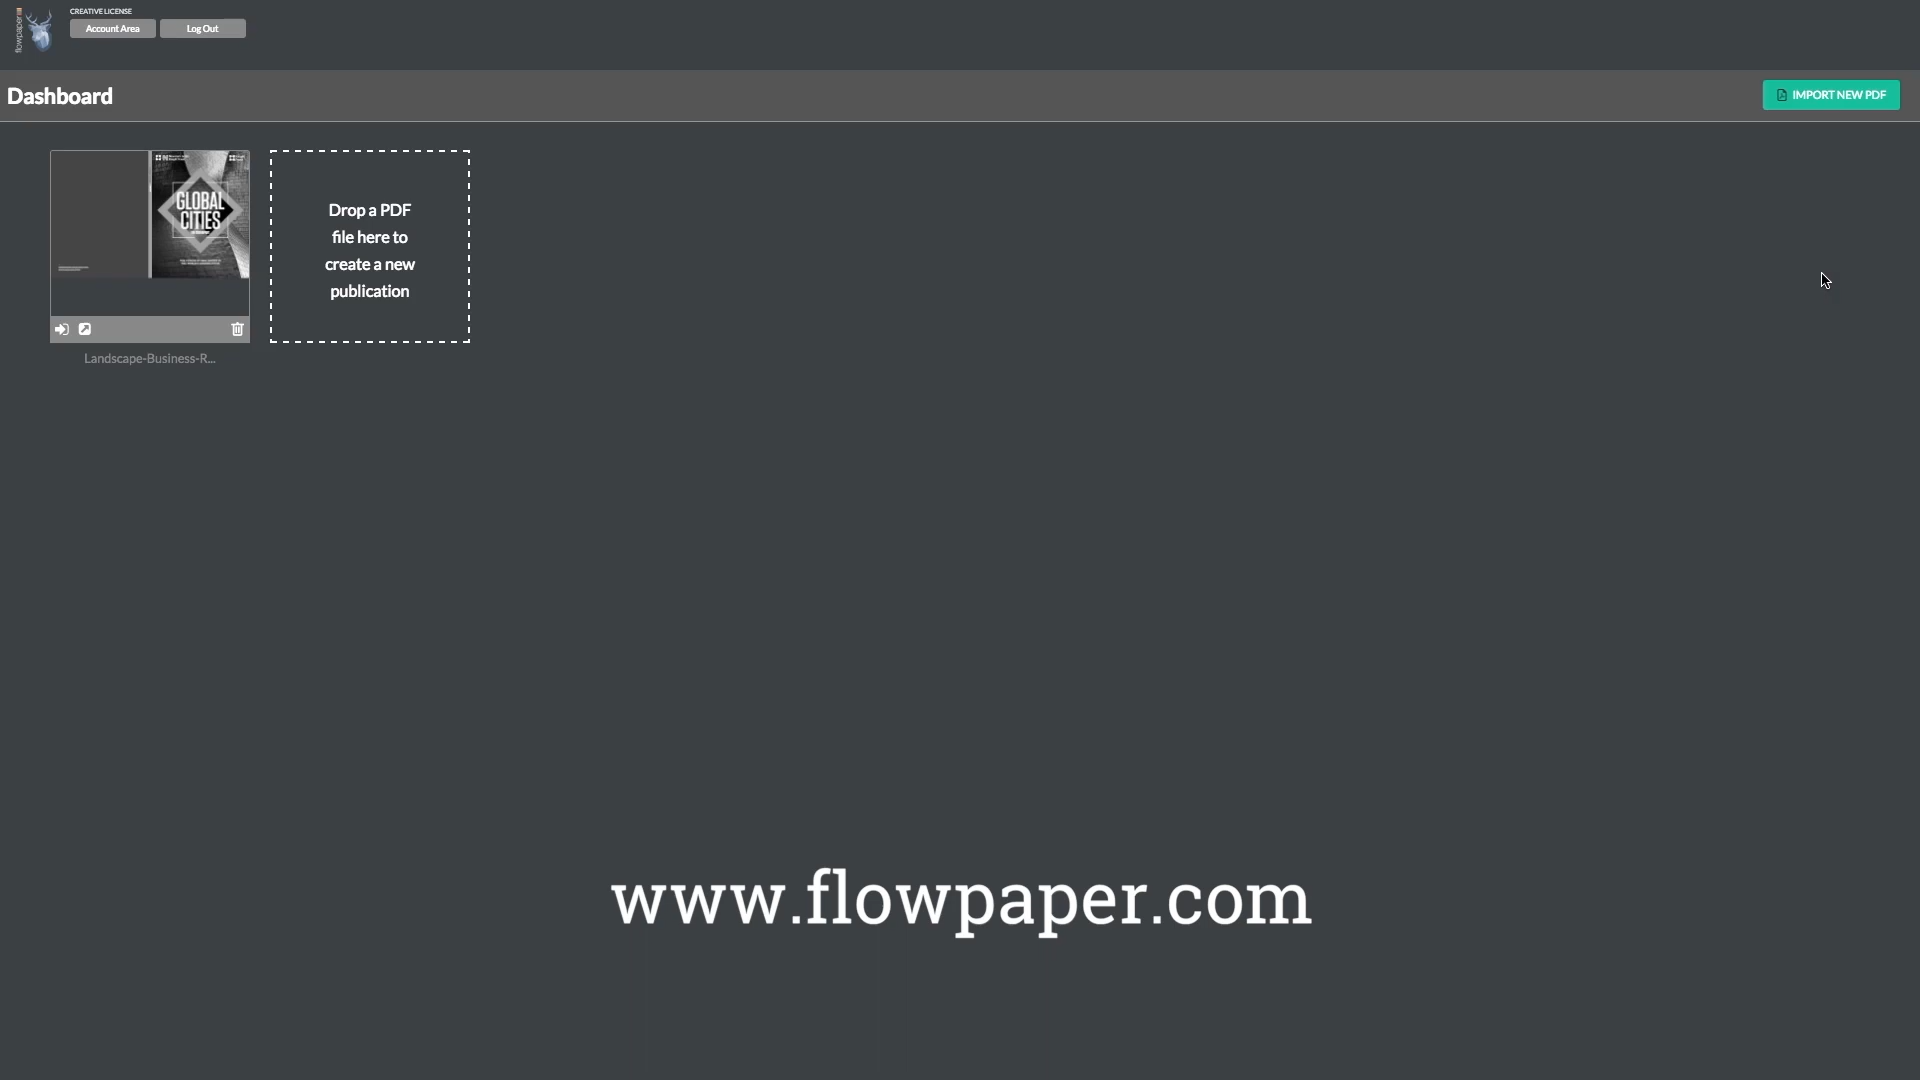 flowpaper
CREATIVE LICENSE
Account Area
Log Out
Dashboard
IMPORT NEW PDF
GLOBAL
CITIES
Drop a PDF
file here to
create a new
publication
Landscape-Business-R...
www.flowpaper.com